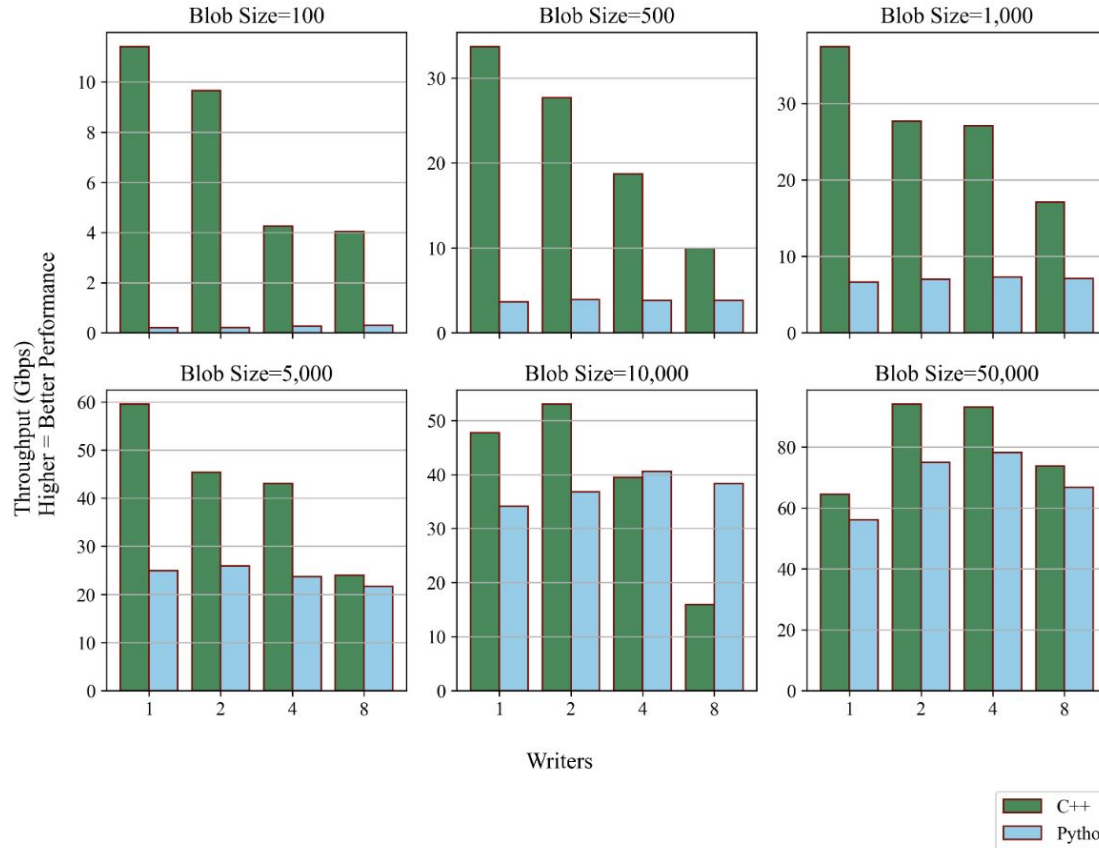 Blob Size=100
Blob Size=500
Blob Size=1,000
10
8
6
4
2
0
30
20
10
0
30
20
10
0
Throughput (Gbps)
Higher = Better Performance
Blob Size=5,000
Blob Size=10,000
Blob Size=50,000
60
50
40
30
20
10
0
50
40
30
20
10
0
80
60
40
20
0
1 2 4 8
1 2 4 8
1 2 4 8
Writers
C++
Pytho